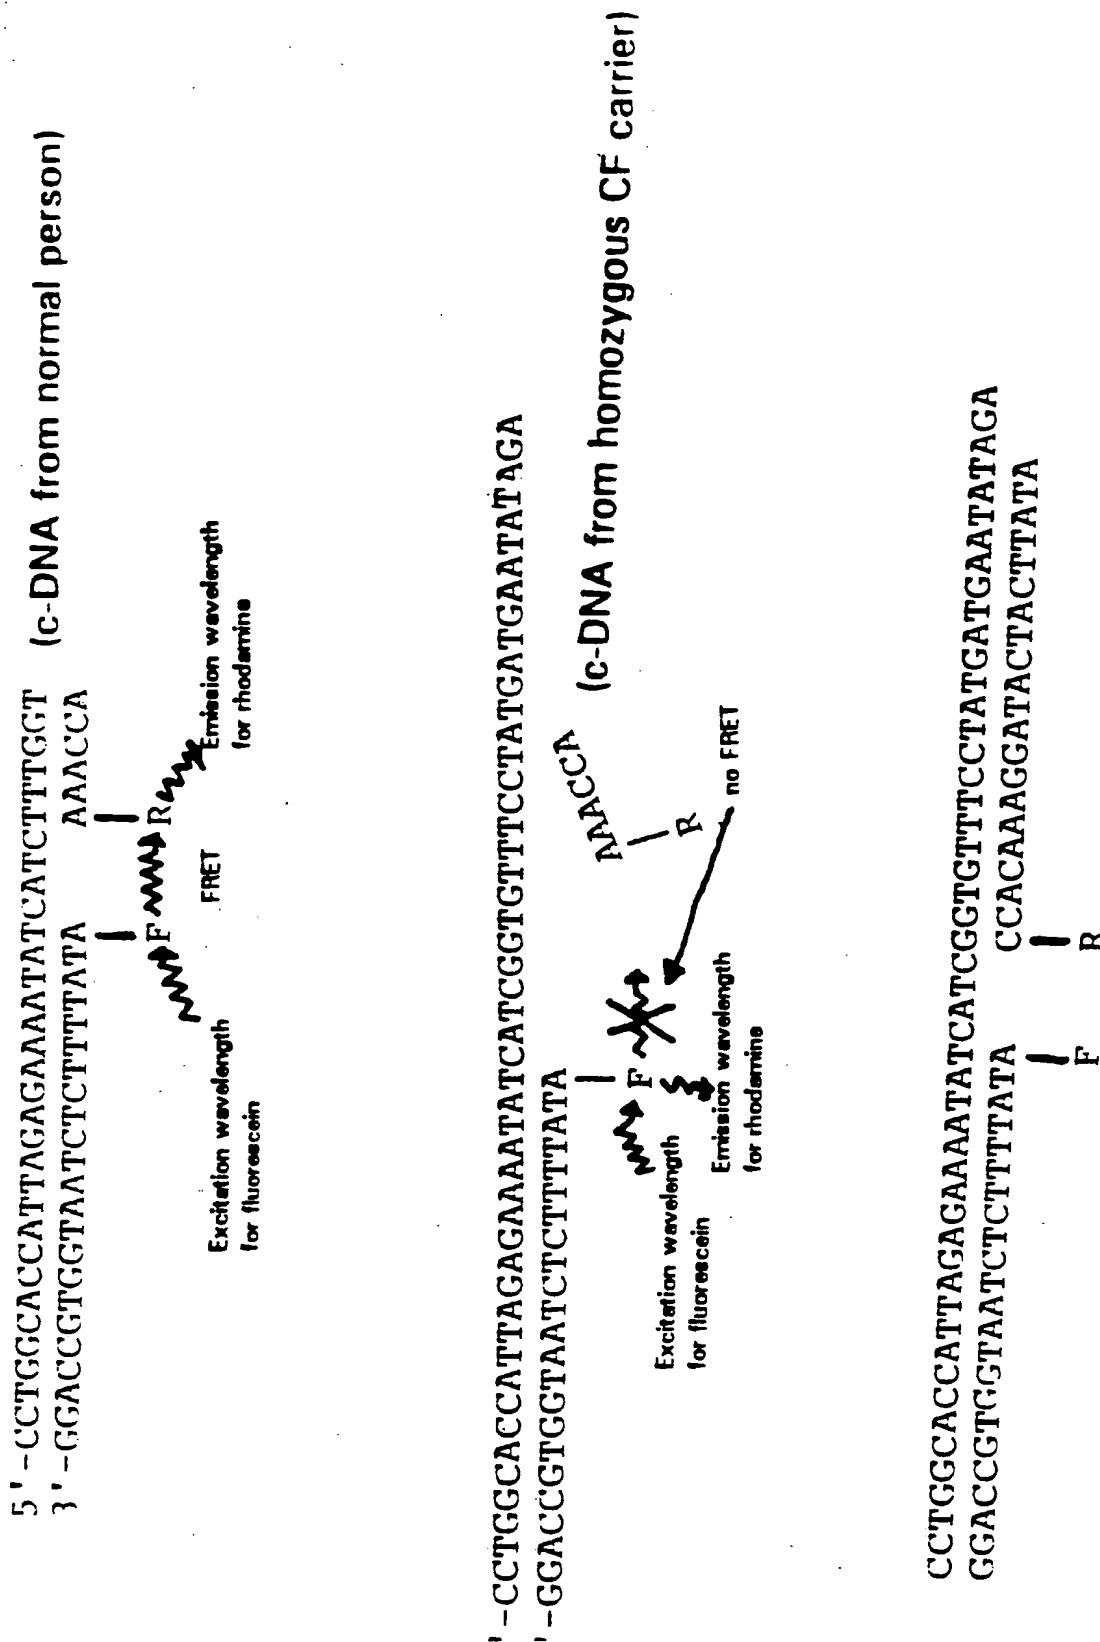 5'-CCTGGCACCATTAGAGAAAATATCATCTTTGGT (c-DNA from normal person)
3'-GGACCGTGGTAATCTCTTTTATA AAACCA
F R
FRET
Excitation wavelength
for fluorescein
Emission wavelength
for rhodamine
'-CCTGGCACCATTAGAGAAAATATCATCGGTGTTTCCTATGATGAATATAGA
'-GGACCGTGGTAATCTCTTTTATA
AAACCA
(c-DNA from homozygous CF carrier)
F
R
no FRET
Excitation wavelength
for fluorescein
Emission wavelength
for rhodamine
CCTGGCACCATTAGAGAAAATATCATCGGTGTTTCCTATGATGAATATAGA
GGACCGTGGTAATCTCTTTTATA CCACAAAGGATACTACTTATA
F R